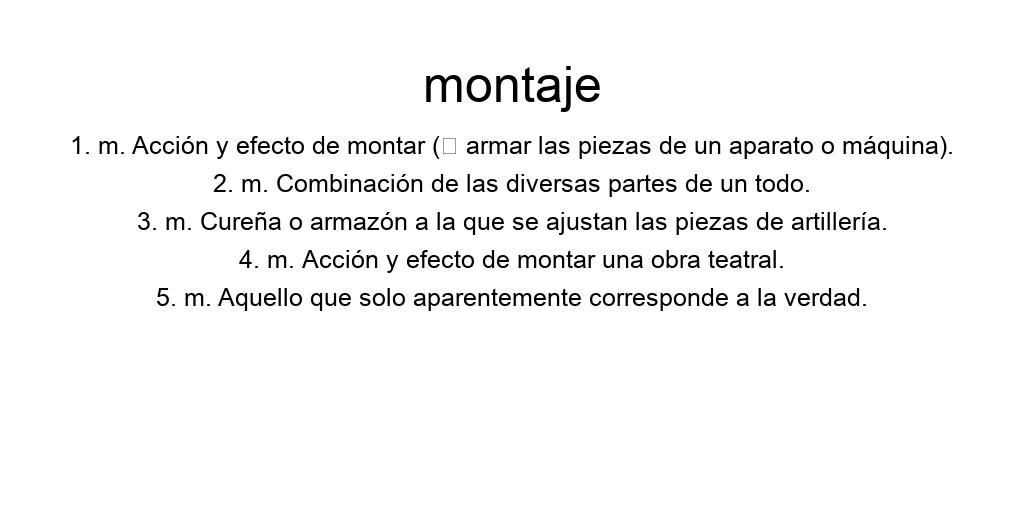 montaje
1. m. Acción y efecto de montar (▯ armar las piezas de un aparato o máquina).
2. m. Combinación de las diversas partes de un todo.
3. m. Cureña o armazón a la que se ajustan las piezas de artillería.
4. m. Acción y efecto de montar una obra teatral.
5. m. Aquello que solo aparentemente corresponde a la verdad.